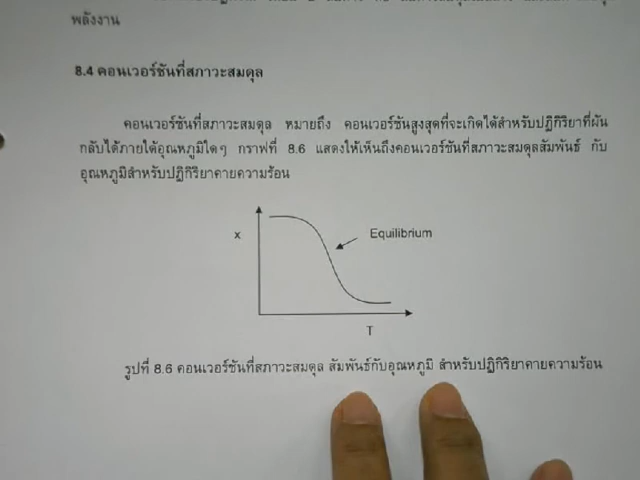 พลังงาน
8.4 คอนเวอร์ชันที่สภาวะสมดุล
คอนเวอร์ชันที่สภาวะสมดุล หมายถึง คอนเวอร์ชันสูงสุดที่จะเกิดได้สำหรับปฏิกิริยาที่ผัน
กลับได้ภายใต้อุณหภูมิใดๆ กราฟที่ 8.6 แสดงให้เห็นถึงคอนเวอร์ชันที่สภาวะสมดุลสัมพันธ์ กับ
อุณหภูมิสำหรับปฏิกิริยาคายความร้อน
x
Equilibrium
T
รูปที่ 8.6 คอนเวอร์ชันที่สภาวะสมดุล สัมพันธ์กับอุณหภูมิ สำหรับปฏิกิริยาคายความร้อน